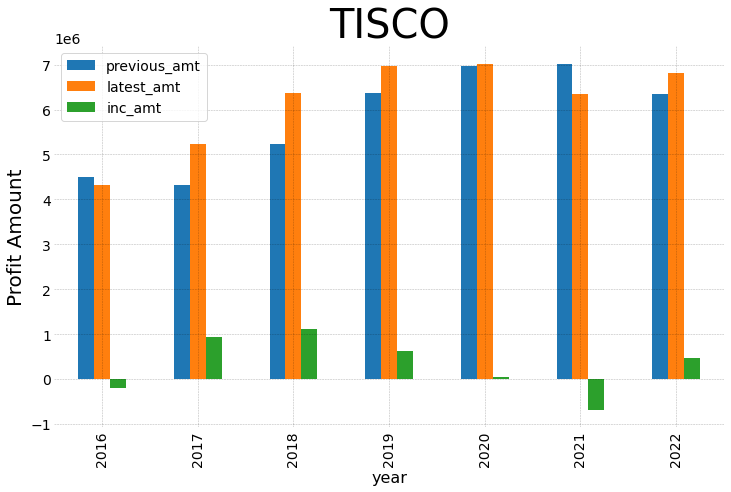 TISCO
1e6
previous_amt
latest_amt
inc_amt
Profit Amount
7
6
5
4
3
2
1
0
−1
2016 2017 2018 2019 2020 2021 2022
year